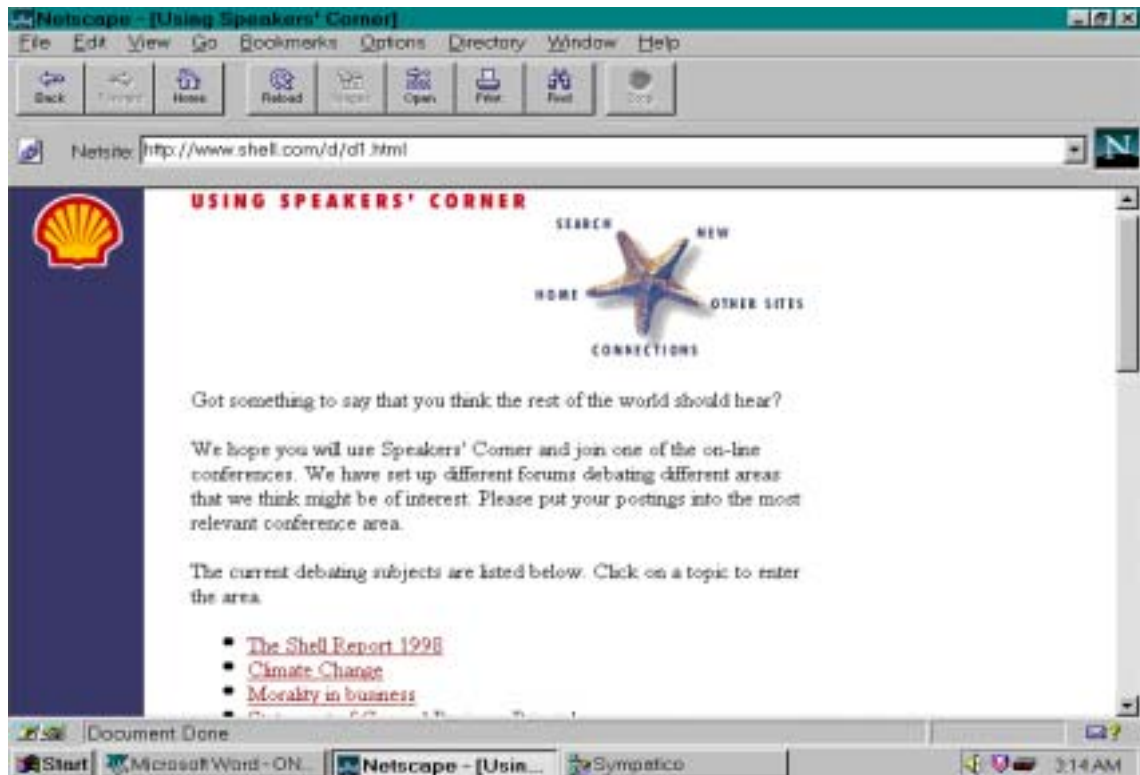 Netscape - [Using Speakers' Corner]
File Edit View Go Bookmarks Options Directory Window Help
Back Forward Home Reload Images Open Print Find Stop
Netsite: http://www.shell.com/d/d1.html
N
USING SPEAKERS' CORNER
SEARCH
NEW
HOME
OTHER SITES
CONNECTIONS
Got something to say that you think the rest of the world should hear?
We hope you will use Speakers' Corner and join one of the on-line
conferences. We have set up different forums debating different areas
that we think might be of interest. Please put your postings into the most
relevant conference area.
The current debating subjects are listed below. Click on a topic to enter
the area.
The Shell Report 1998
Climate Change
Morality in business
Document Done
Start Microsoft Word - ON... Netscape - [Usin... Sympatico 3:14 AM